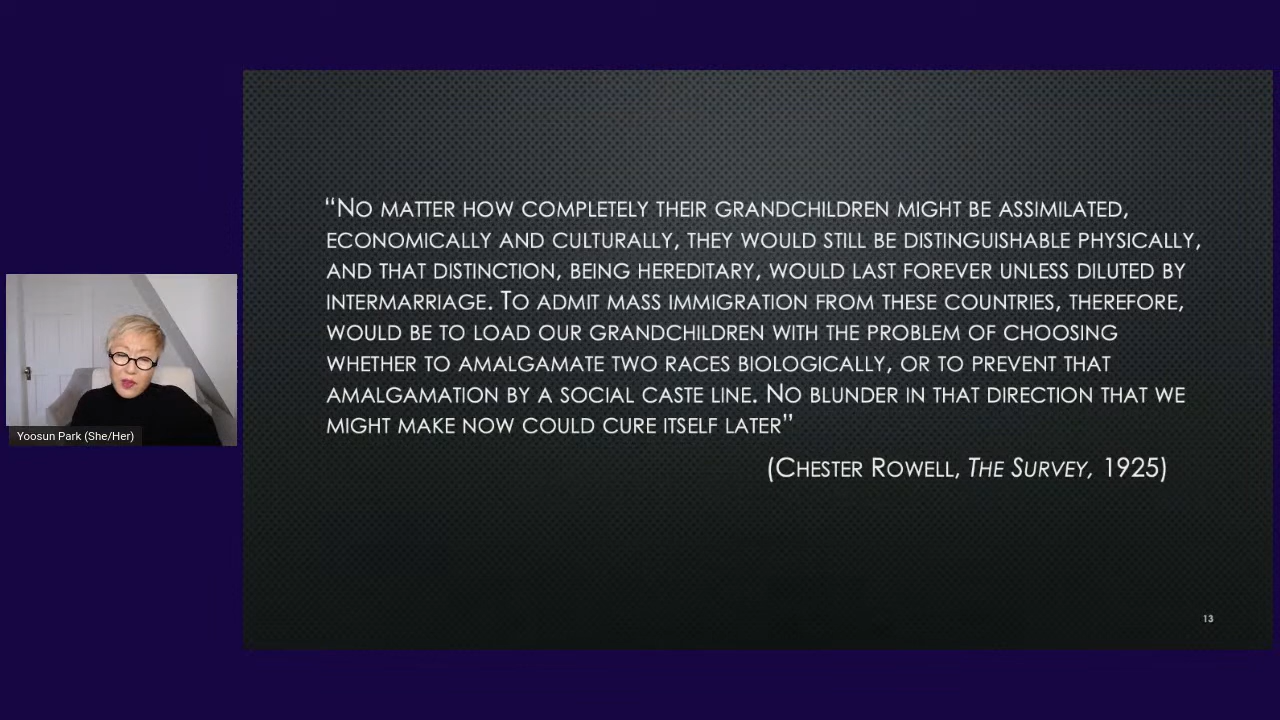 “No matter how completely their grandchildren might be assimilated,
economically and culturally, they would still be distinguishable physically,
and that distinction, being hereditary, would last forever unless diluted by
intermarriage. To admit mass immigration from these countries, therefore,
would be to load our grandchildren with the problem of choosing
whether to amalgamate two races biologically, or to prevent that
amalgamation by a social caste line. No blunder in that direction that we
might make now could cure itself later”
(Chester Rowell, The Survey, 1925)
Yoosun Park (She/Her)
13